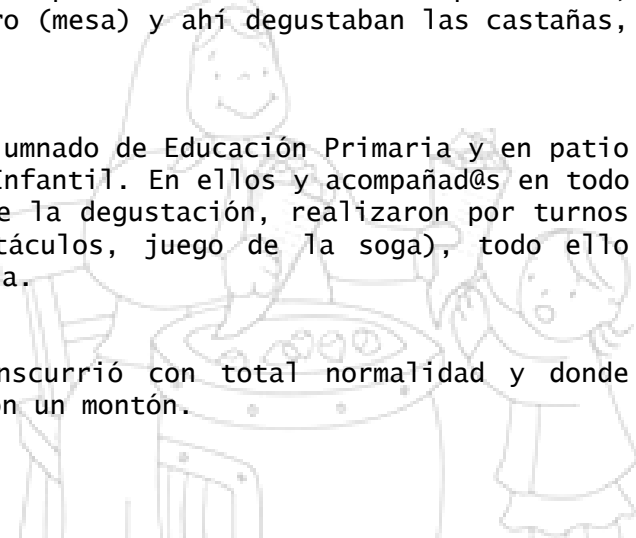 ro (mesa) y ahí degustaban las castañas,
umnado de Educación Primaria y en patio
Infantil. En ellos y acompañad@s en todo
e la degustación, realizaron por turnos
táculos, juego de la soga), todo ello
a.
nscurrió con total normalidad y donde
on un montón.